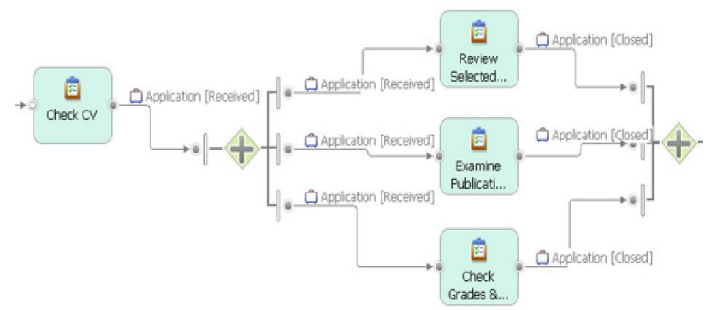 Application [Closed]
Review
Selected...
Application [Received]
Application [Received]
Check CV
Application [Received]
Application [Closed]
Examine
Publicati...
Application [Received]
Application [Closed]
Check
Grades &...